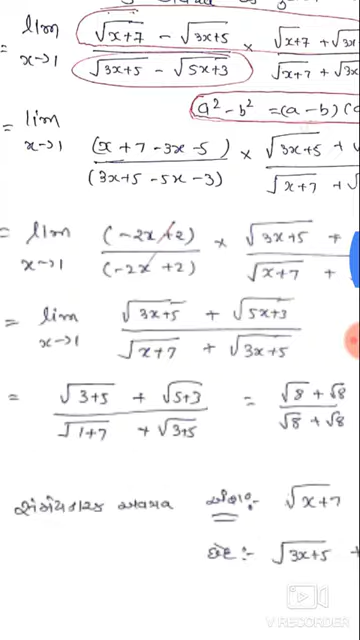 = lim x→1 (√(x+7) − √(3x+5)) / (√(3x+5) − √(5x+3)) × √(x+7) + √(3x / √(x+7) + √(3x
a² − b² = (a − b) (
= lim x→1 (x + 7 − 3x − 5) / (3x+5 − 5x − 3) × √(3x+5) + / √(x+7) + √
= lim x→1 (−2x + 2) / (−2x + 2) × √(3x+5) + / √(x+7) +
= lim x→1 (√(3x+5) + √(5x+3)) / (√(x+7) + √(3x+5))
= (√(3+5) + √(5+3)) / (√(1+7) + √(3+5)) = (√8 + √8) / (√8 + √8)
અવયવ અંશ:- √(x+7
છેદ:- √(3x+5) +
V RECORDER